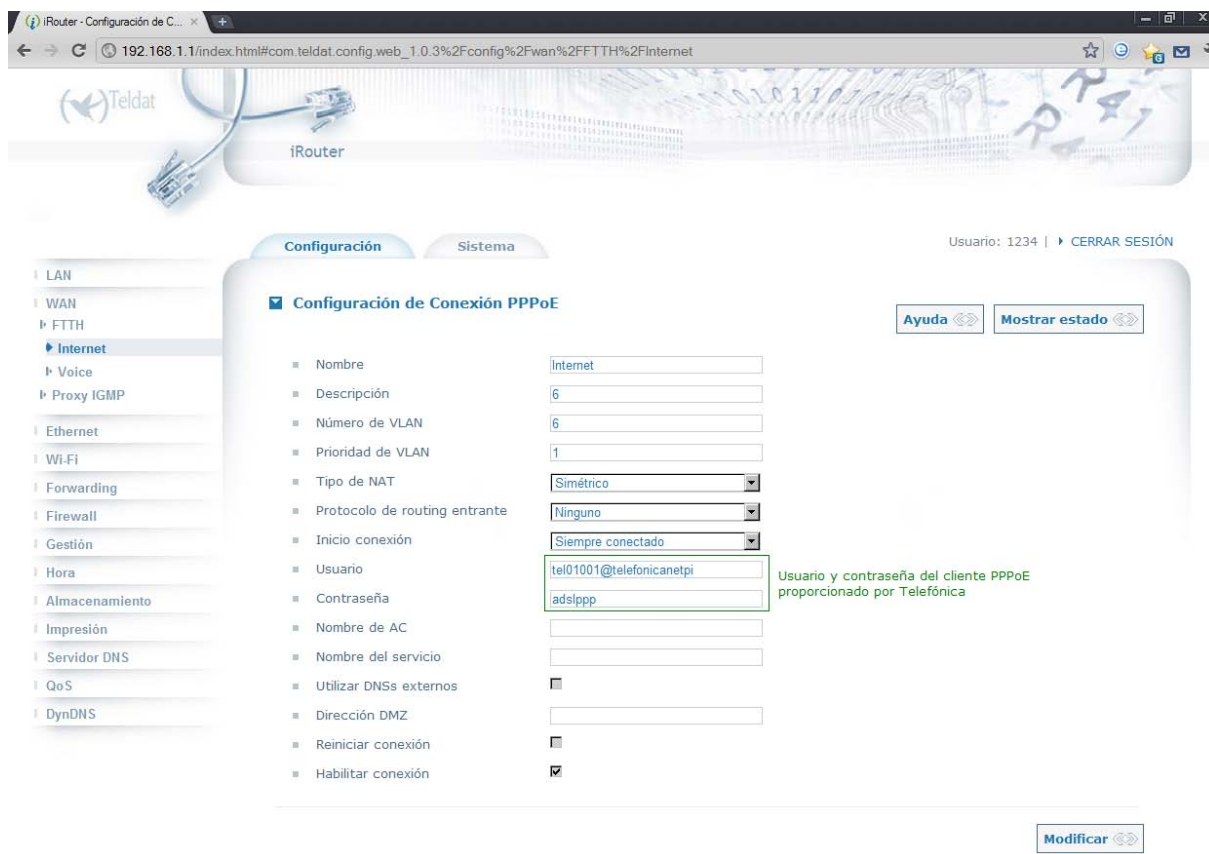 iRouter - Configuración de C...
192.168.1.1/index.html#com.teldat.config.web_1.0.3%2Fconfig%2Fwan%2FFTTH%2FInternet
Teldat
iRouter
Configuración Sistema
Usuario: 1234 | CERRAR SESIÓN
LAN
WAN
FTTH
Internet
Voice
Proxy IGMP
Ethernet
Wi-Fi
Forwarding
Firewall
Gestión
Hora
Almacenamiento
Impresión
Servidor DNS
QoS
DynDNS
Configuración de Conexión PPPoE
Ayuda Mostrar estado
Nombre Internet
Descripción 6
Número de VLAN 6
Prioridad de VLAN 1
Tipo de NAT Simétrico
Protocolo de routing entrante Ninguno
Inicio conexión Siempre conectado
Usuario tel01001@telefonicanetpi
Contraseña adslppp
Usuario y contraseña del cliente PPPoE
proporcionado por Telefónica
Nombre de AC
Nombre del servicio
Utilizar DNSs externos
Dirección DMZ
Reiniciar conexión
Habilitar conexión
Modificar